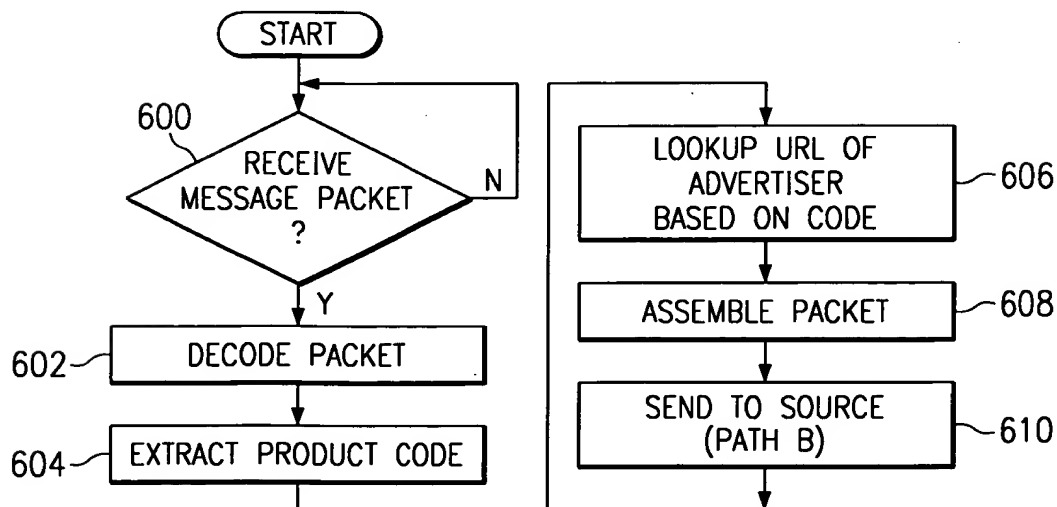 START
600
RECEIVE
MESSAGE PACKET
?
N
Y
602
DECODE PACKET
604
EXTRACT PRODUCT CODE
LOOKUP URL OF
ADVERTISER
BASED ON CODE
606
ASSEMBLE PACKET
608
SEND TO SOURCE
(PATH B)
610